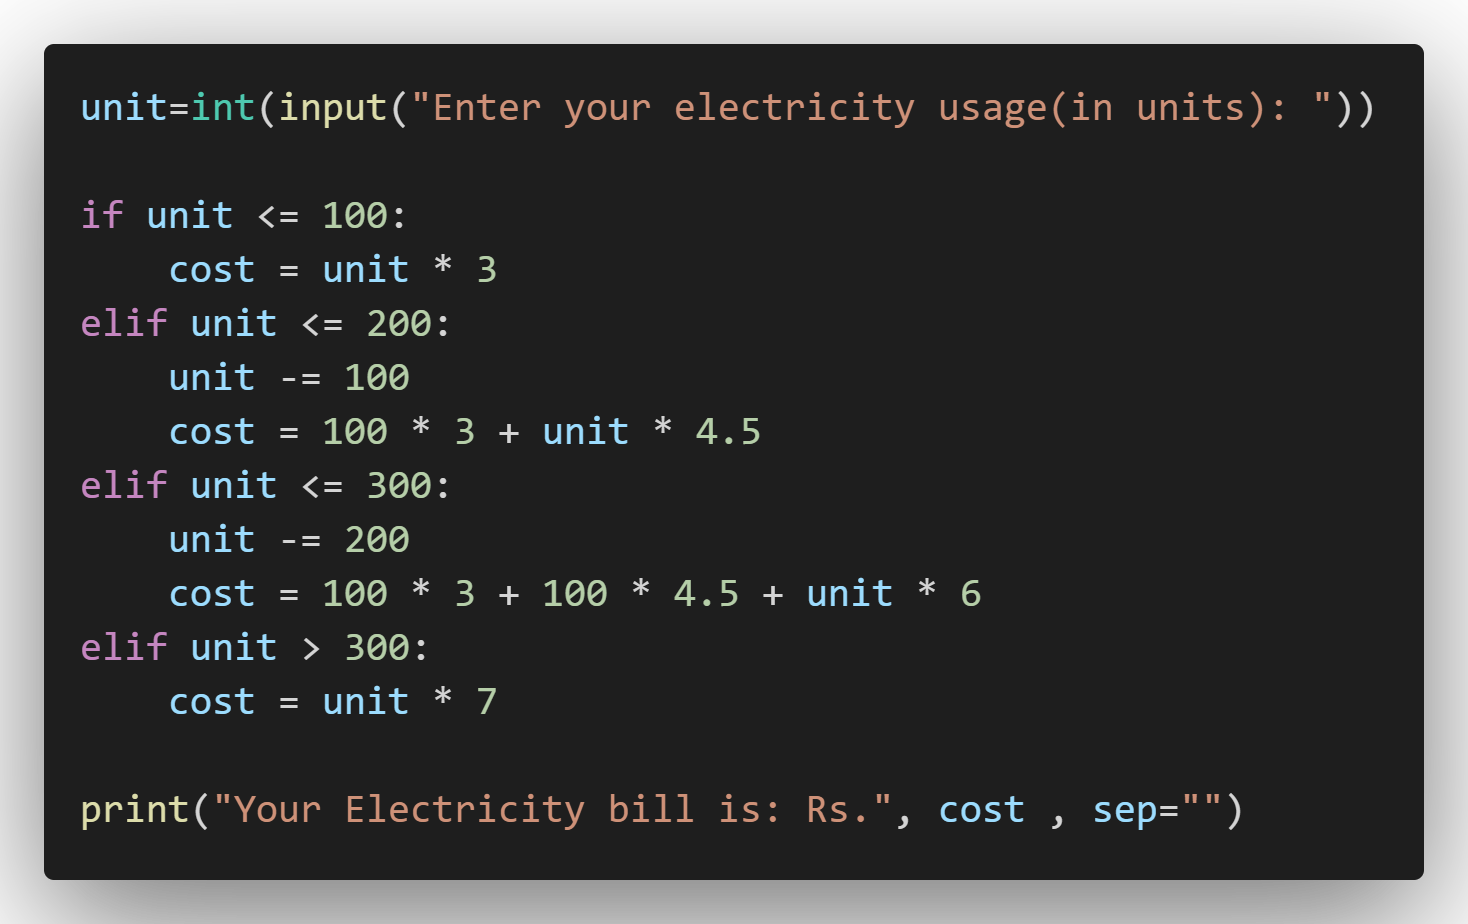 unit=int(input("Enter your electricity usage(in units): "))
if unit <= 100:
    cost = unit * 3
elif unit <= 200:
    unit -= 100
    cost = 100 * 3 + unit * 4.5
elif unit <= 300:
    unit -= 200
    cost = 100 * 3 + 100 * 4.5 + unit * 6
elif unit > 300:
    cost = unit * 7
print("Your Electricity bill is: Rs.", cost , sep="")